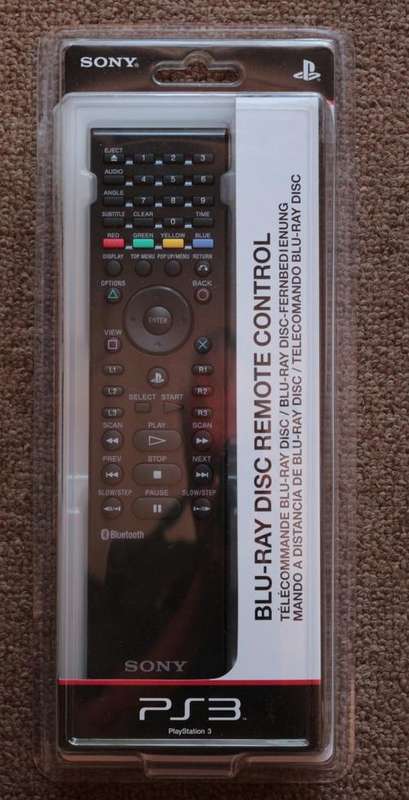 SONY
EJECT
1 2 3
AUDIO
4 5 6
ANGLE
7 8 9
SUBTITLE CLEAR TIME
0
RED GREEN YELLOW BLUE
DISPLAY TOP MENU POP UP/MENU RETURN
OPTIONS BACK
ENTER
VIEW
L1 R1
L2 R2
SELECT START
L3 R3
SCAN PLAY SCAN
PREV STOP NEXT
SLOW/STEP PAUSE SLOW/STEP
Bluetooth
SONY
BLU-RAY DISC REMOTE CONTROL
TÉLÉCOMMANDE BLU-RAY DISC / BLU-RAY DISC-FERNBEDIENUNG
MANDO A DISTANCIA DE BLU-RAY DISC / TELECOMANDO BLU-RAY DISC
PS3
PlayStation 3